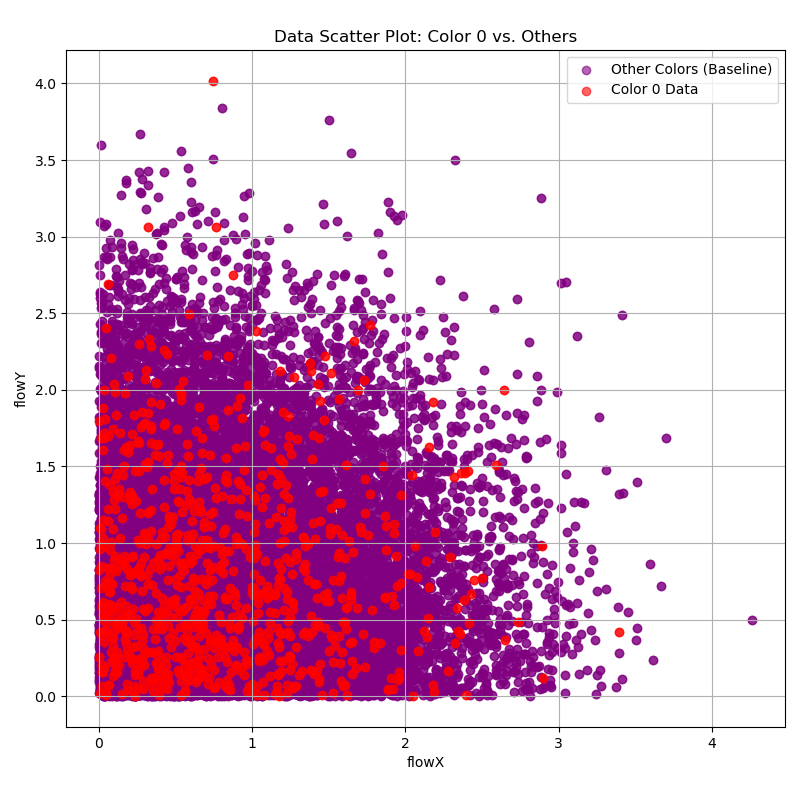 Data Scatter Plot: Color 0 vs. Others
Other Colors (Baseline)
Color 0 Data
flowY
4.0
3.5
3.0
2.5
2.0
1.5
1.0
0.5
0.0
0 1 2 3 4
flowX